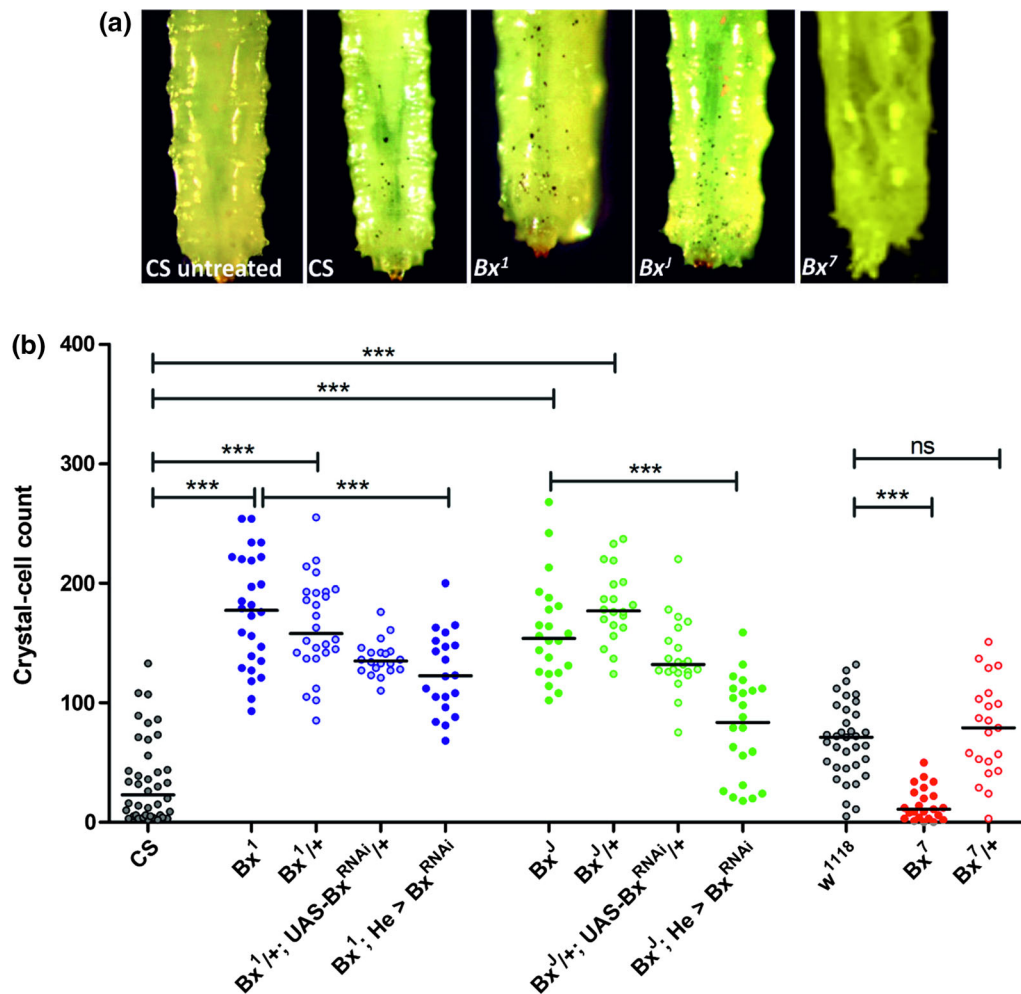 (a)
CS untreated
CS
Bx¹
Bxᴶ
Bx⁷
(b)
Crystal-cell count
400
300
200
100
0
***
***
***
***
***
***
ns
***
CS
Bx¹
Bx¹/+
Bx¹/+; UAS-Bxᴿᴺᴬⁱ/+
Bx¹; He > Bxᴿᴺᴬⁱ
Bxᴶ
Bxᴶ/+
Bxᴶ/+; UAS-Bxᴿᴺᴬⁱ/+
Bxᴶ; He > Bxᴿᴺᴬⁱ
w¹¹¹⁸
Bx⁷
Bx⁷/+